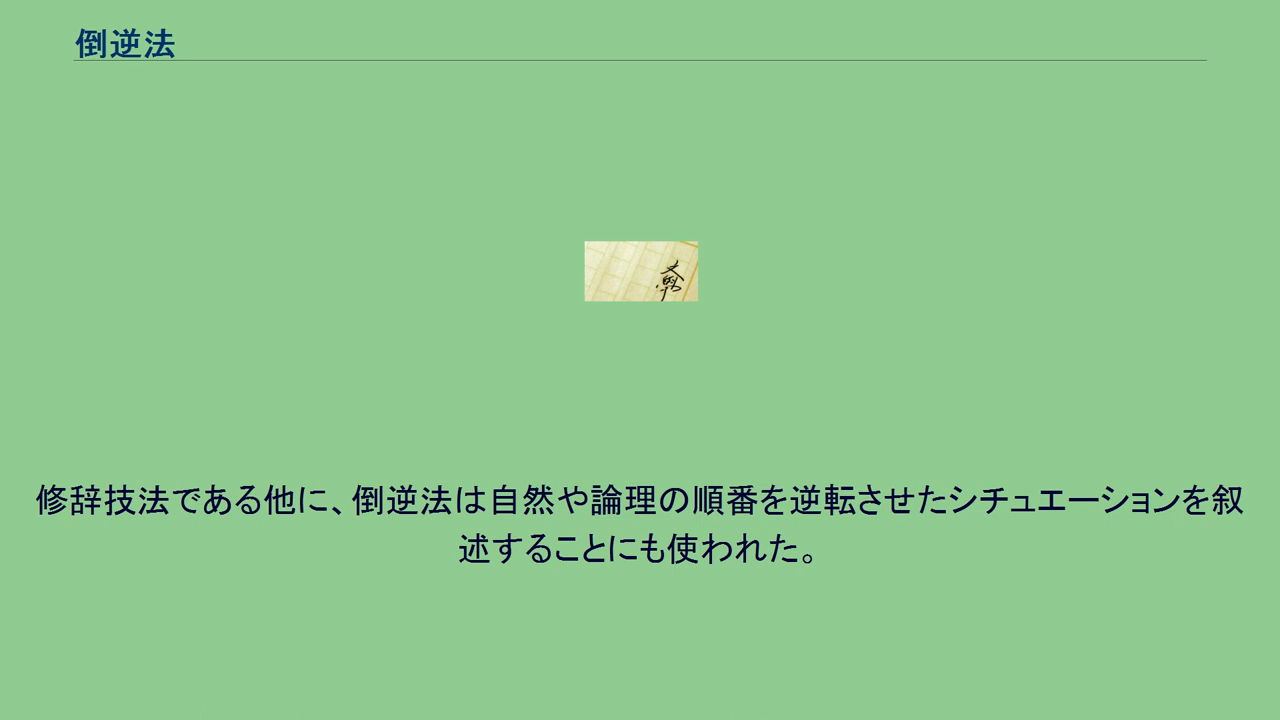 倒逆法
修辞技法である他に、倒逆法は自然や論理の順番を逆転させたシチュエーションを叙
述することにも使われた。